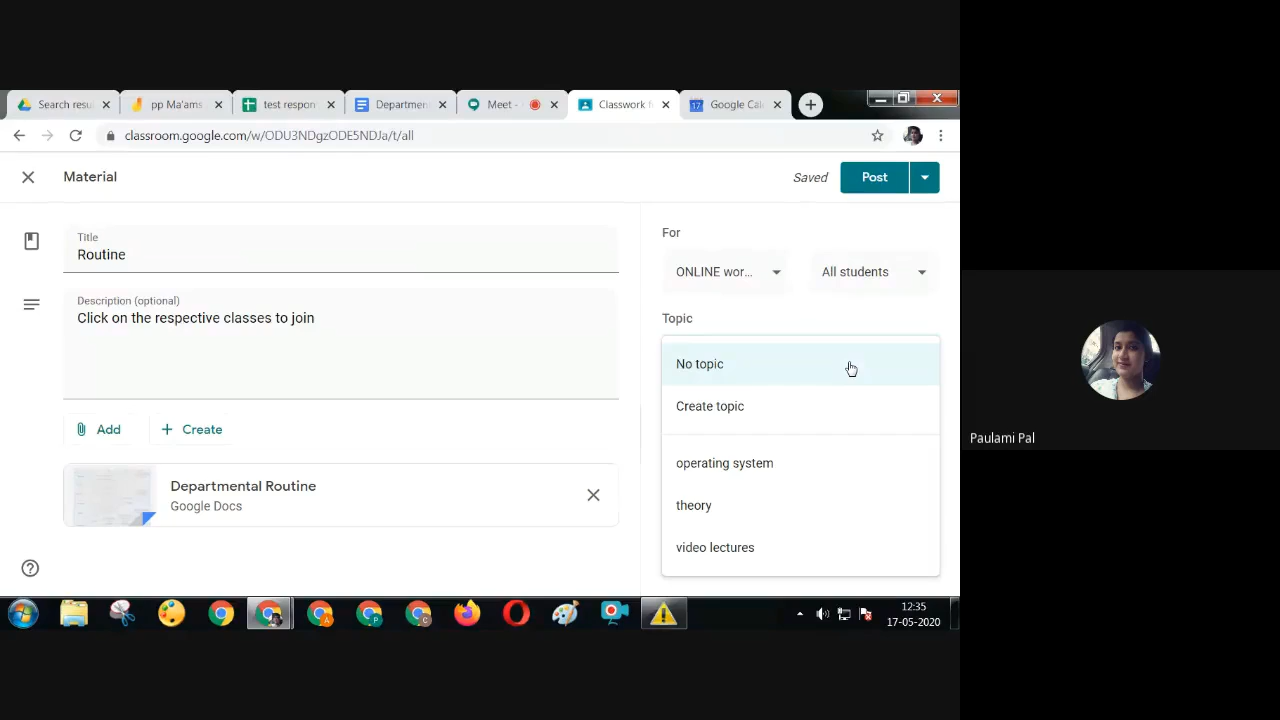 Search resu
pp Ma'ams
test respon
Departmen
Meet -
Classwork f
17
Google Cal
classroom.google.com/w/ODU3NDgzODE5NDJa/t/all
Material
Saved
Post
Title
Routine
Description (optional)
Click on the respective classes to join
Add
Create
Departmental Routine
Google Docs
For
ONLINE wor...
All students
Topic
No topic
Create topic
operating system
theory
video lectures
Paulami Pal
A
P
C
12:35
17-05-2020